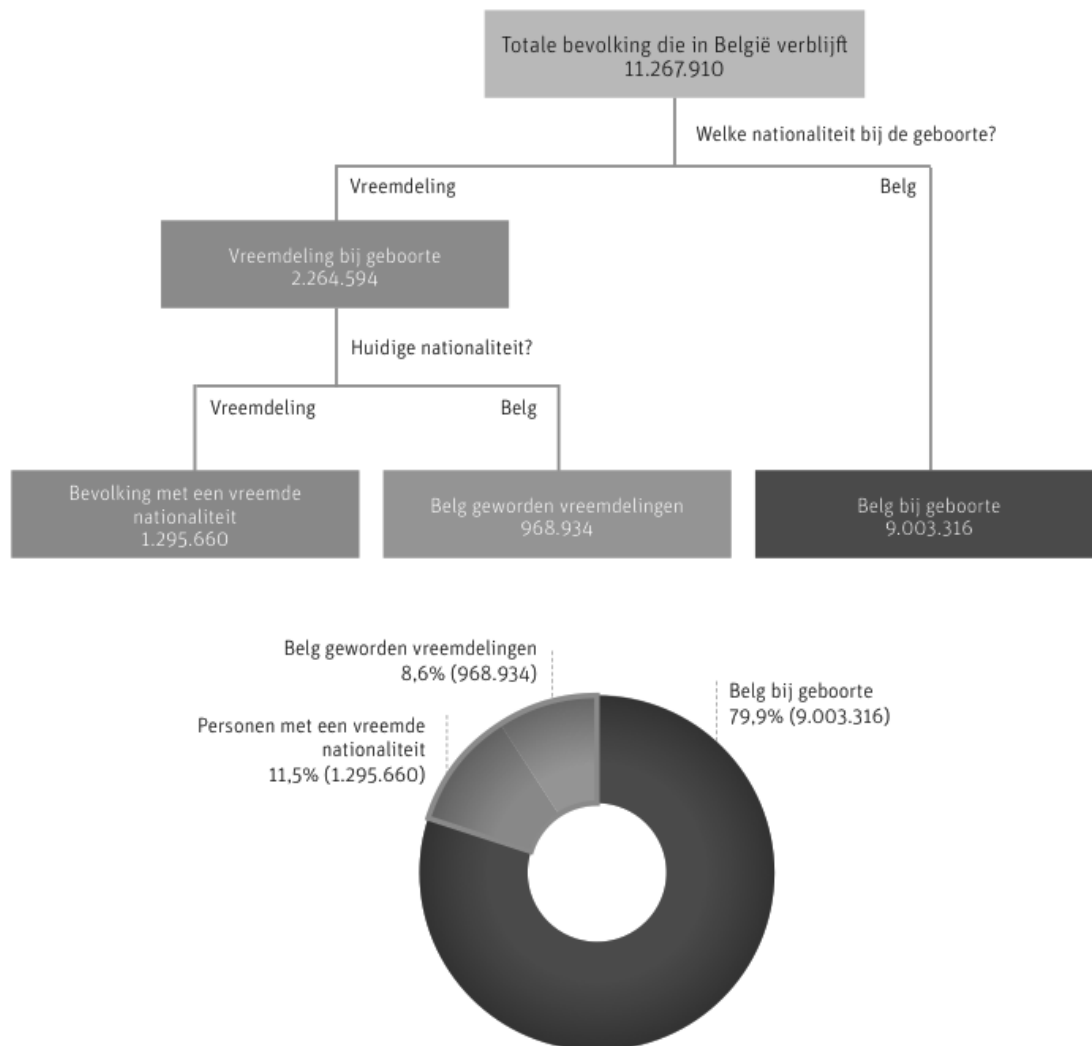 Totale bevolking die in België verblijft
11.267.910
Welke nationaliteit bij de geboorte?
Vreemdeling
Belg
Vreemdeling bij geboorte
2.264.594
Huidige nationaliteit?
Vreemdeling
Belg
Bevolking met een vreemde
nationaliteit
1.295.660
Belg geworden vreemdelingen
968.934
Belg bij geboorte
9.003.316
Belg geworden vreemdelingen
8,6% (968.934)
Belg bij geboorte
79,9% (9.003.316)
Personen met een vreemde
nationaliteit
11,5% (1.295.660)